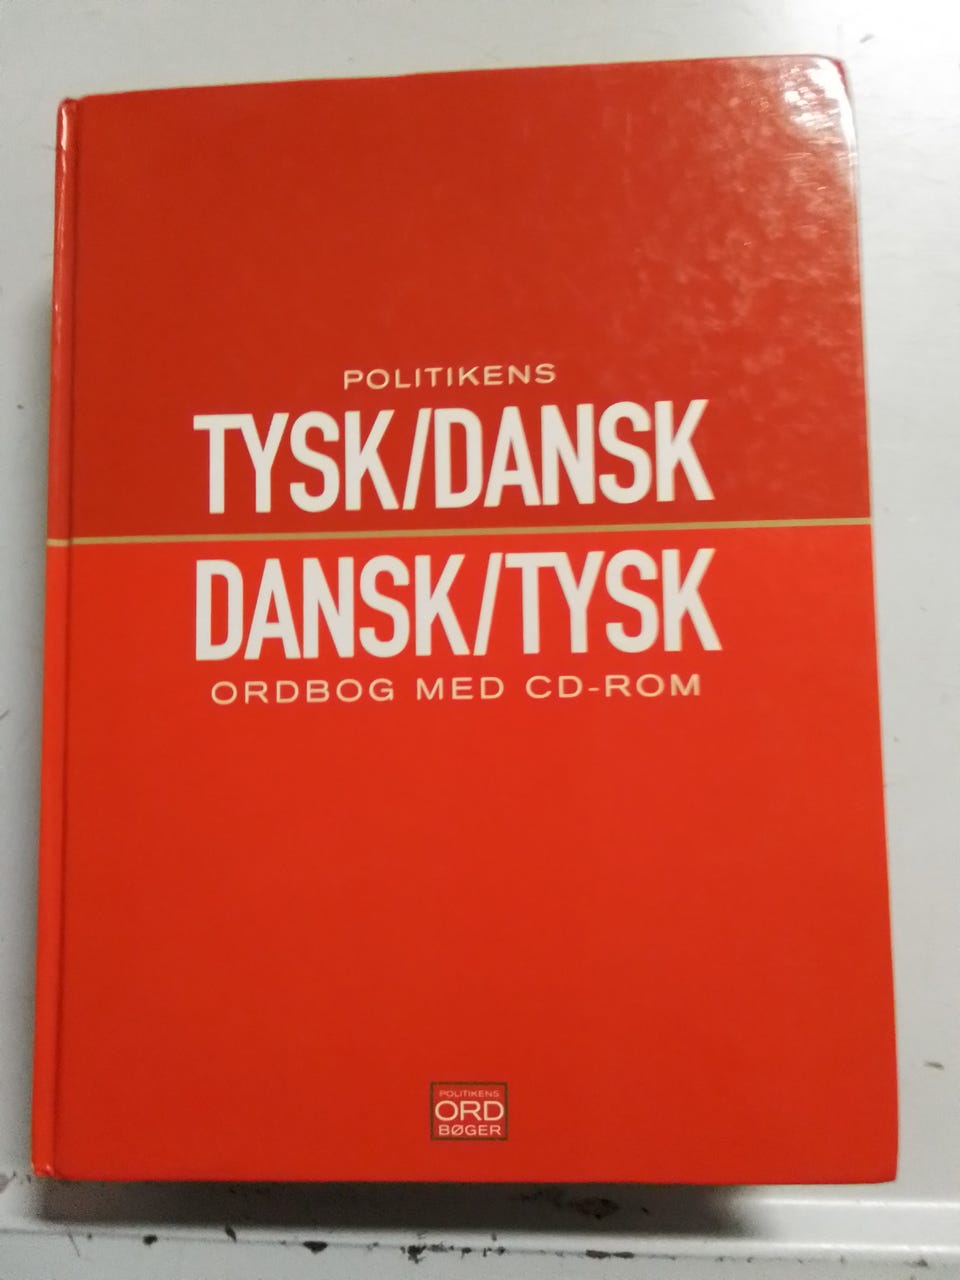 POLITIKENS
TYSK/DANSK
DANSK/TYSK
ORDBOG MED CD-ROM
POLITIKENS
ORD
BØGER